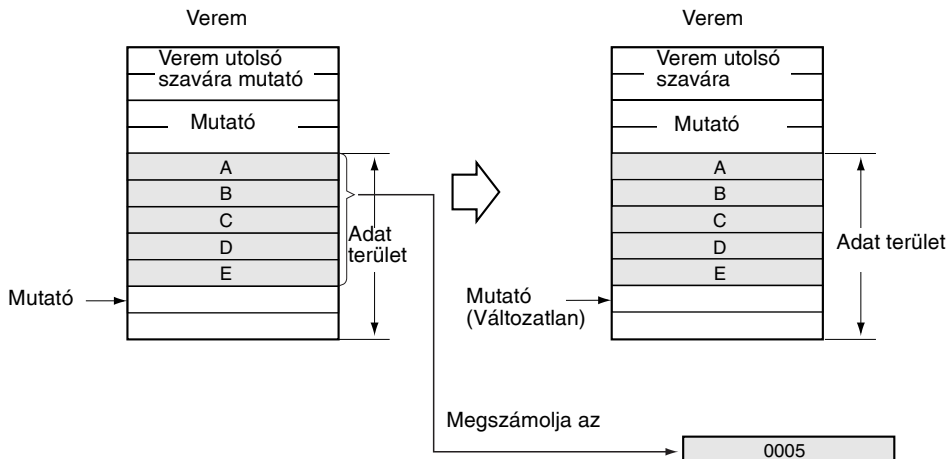 Verem
Verem utolsó
szavára mutató
Mutató
A
B
C
D
E
Adat
terület
Mutató
Verem
Verem utolsó
szavára
Mutató
A
B
C
D
E
Adat terület
Mutató
(Változatlan)
Megszámolja az
0005